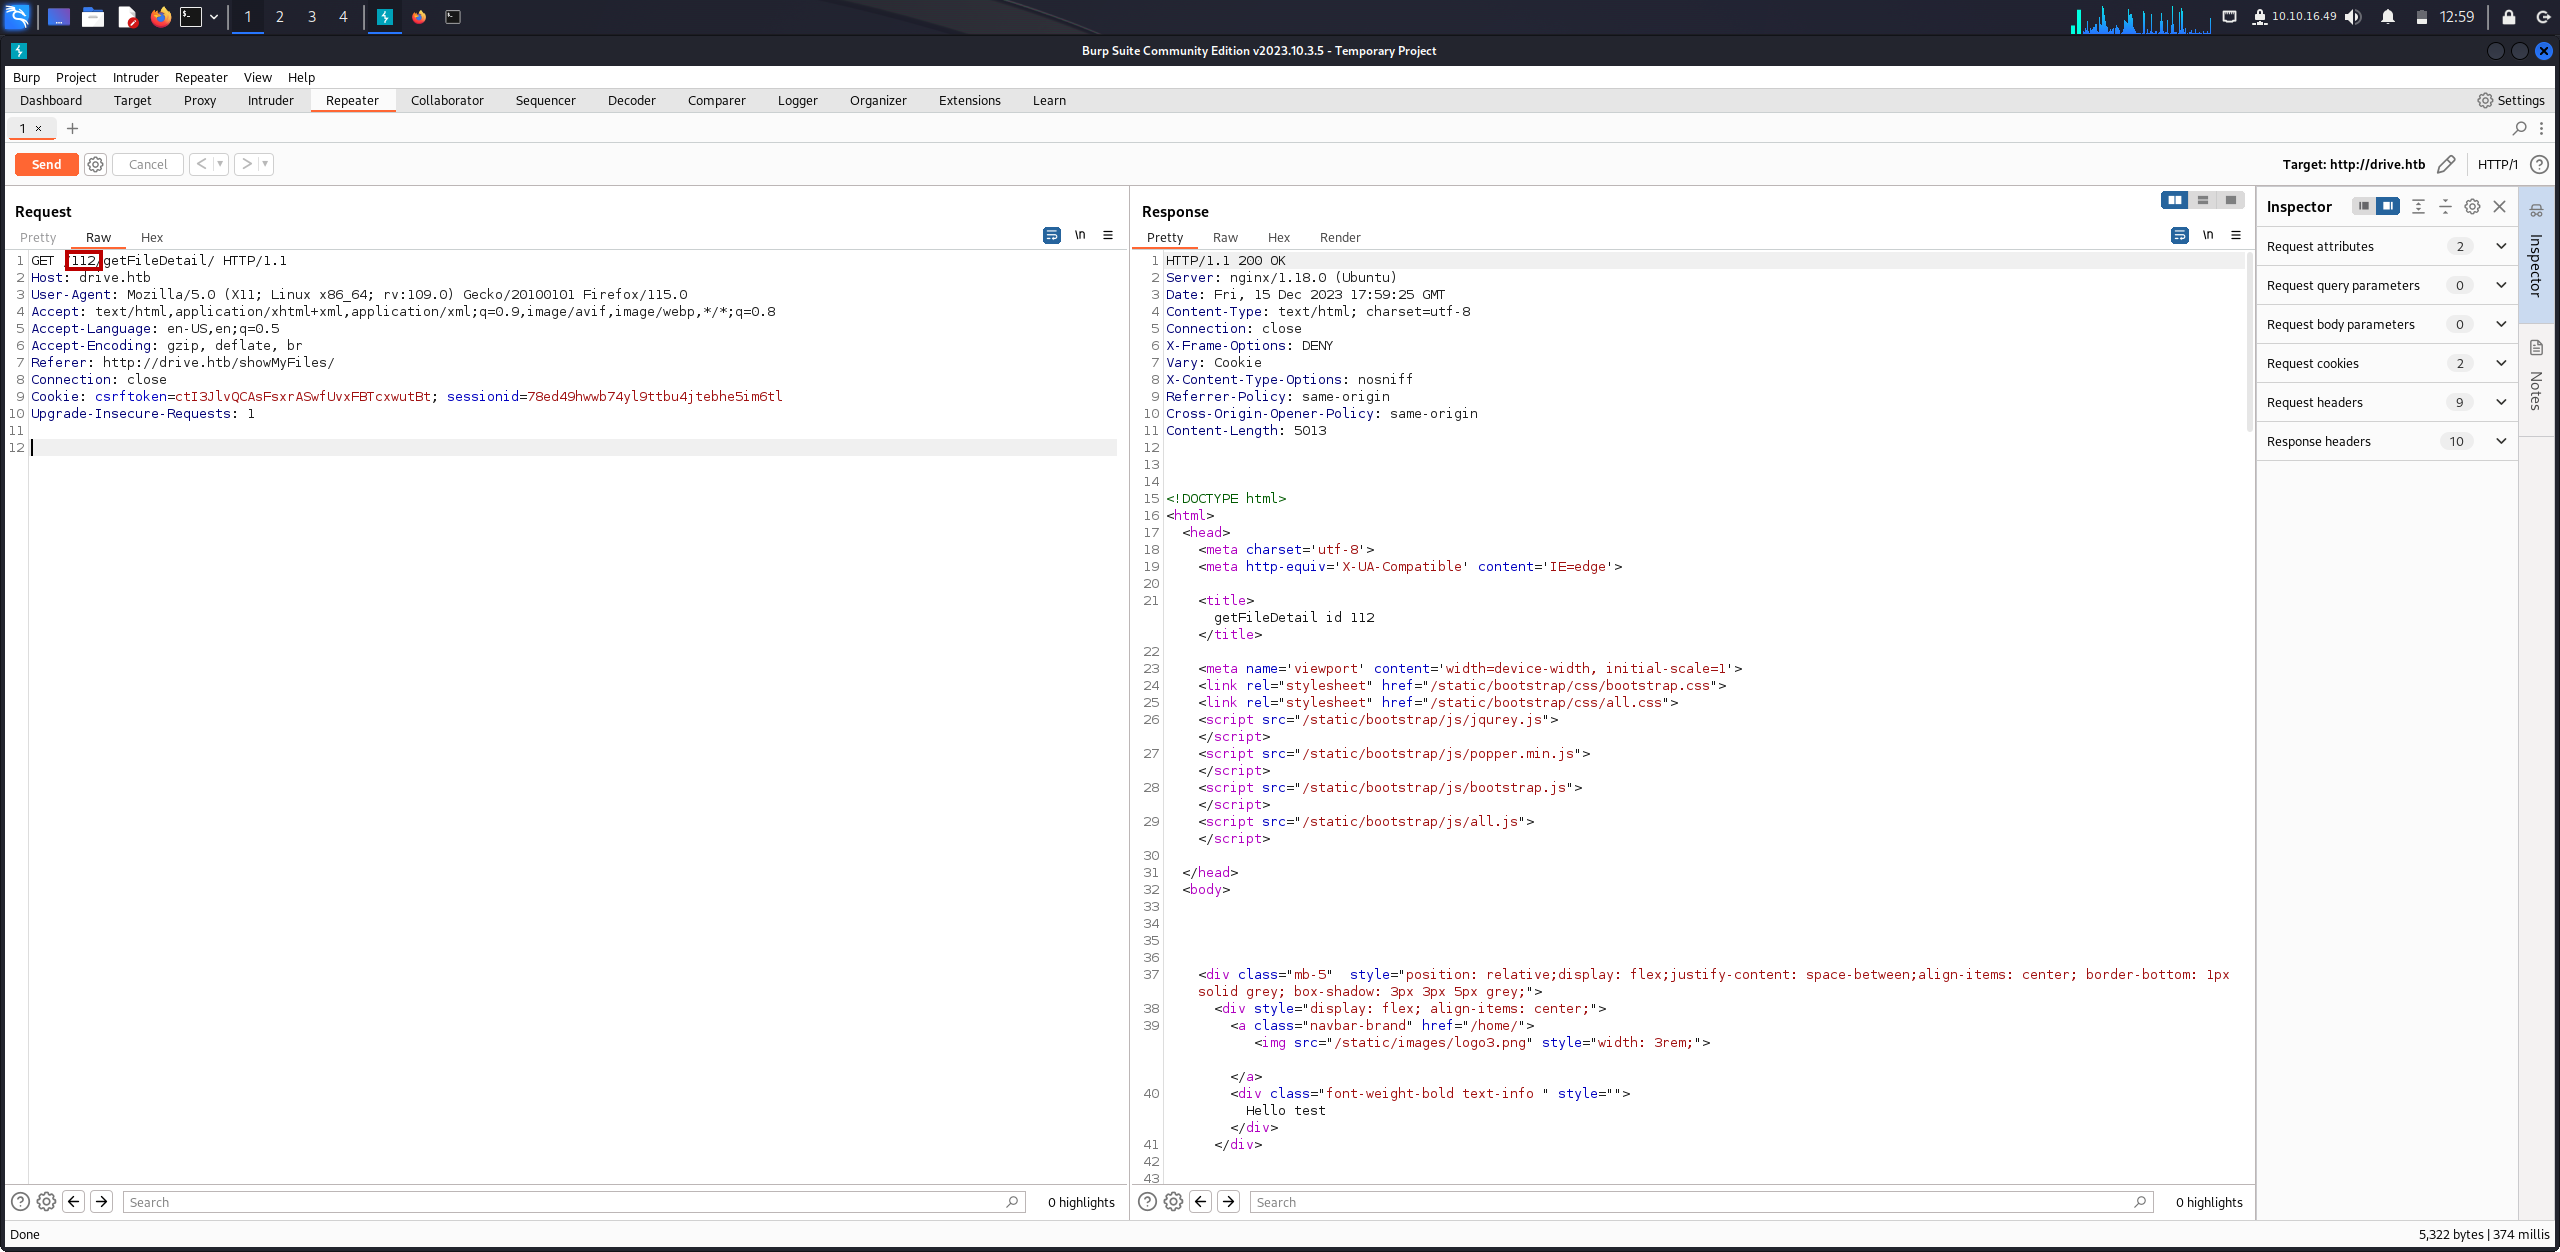 1 2 3 4 10.10.16.49 12:59
Burp Suite Community Edition v2023.10.3.5 - Temporary Project
Burp Project Intruder Repeater View Help
Dashboard Target Proxy Intruder Repeater Collaborator Sequencer Decoder Comparer Logger Organizer Extensions Learn Settings
1 × +
Send Cancel < > Target: http://drive.htb HTTP/1
Request
Pretty Raw Hex \n
1 GET /112/getFileDetail/ HTTP/1.1
2 Host: drive.htb
3 User-Agent: Mozilla/5.0 (X11; Linux x86_64; rv:109.0) Gecko/20100101 Firefox/115.0
4 Accept: text/html,application/xhtml+xml,application/xml;q=0.9,image/avif,image/webp,*/*;q=0.8
5 Accept-Language: en-US,en;q=0.5
6 Accept-Encoding: gzip, deflate, br
7 Referer: http://drive.htb/showMyFiles/
8 Connection: close
9 Cookie: csrftoken=ctI3JlvQCAsFsxrASwfUvxFBTcxwutBt; sessionid=78ed49hwwb74yl9ttbu4jtebhe5im6tl
10 Upgrade-Insecure-Requests: 1
11
12
Search 0 highlights
Response
Pretty Raw Hex Render \n
1 HTTP/1.1 200 OK
2 Server: nginx/1.18.0 (Ubuntu)
3 Date: Fri, 15 Dec 2023 17:59:25 GMT
4 Content-Type: text/html; charset=utf-8
5 Connection: close
6 X-Frame-Options: DENY
7 Vary: Cookie
8 X-Content-Type-Options: nosniff
9 Referrer-Policy: same-origin
10 Cross-Origin-Opener-Policy: same-origin
11 Content-Length: 5013
12
13
14
15 <!DOCTYPE html>
16 <html>
17 <head>
18 <meta charset='utf-8'>
19 <meta http-equiv='X-UA-Compatible' content='IE=edge'>
20
21 <title>
getFileDetail id 112
</title>
22
23 <meta name='viewport' content='width=device-width, initial-scale=1'>
24 <link rel="stylesheet" href="/static/bootstrap/css/bootstrap.css">
25 <link rel="stylesheet" href="/static/bootstrap/css/all.css">
26 <script src="/static/bootstrap/js/jqurey.js">
</script>
27 <script src="/static/bootstrap/js/popper.min.js">
</script>
28 <script src="/static/bootstrap/js/bootstrap.js">
</script>
29 <script src="/static/bootstrap/js/all.js">
</script>
30
31 </head>
32 <body>
33
34
35
36
37 <div class="mb-5"  style="position: relative;display: flex;justify-content: space-between;align-items: center; border-bottom: 1px
solid grey; box-shadow: 3px 3px 5px grey;">
38 <div style="display: flex; align-items: center;">
39 <a class="navbar-brand" href="/home/">
<img src="/static/images/logo3.png" style="width: 3rem;">
</a>
40 <div class="font-weight-bold text-info " style="">
Hello test
</div>
41 </div>
42
43
Search 0 highlights
Inspector
Request attributes 2
Request query parameters 0
Request body parameters 0
Request cookies 2
Request headers 9
Response headers 10
Inspector
Notes
Done 5,322 bytes | 374 millis